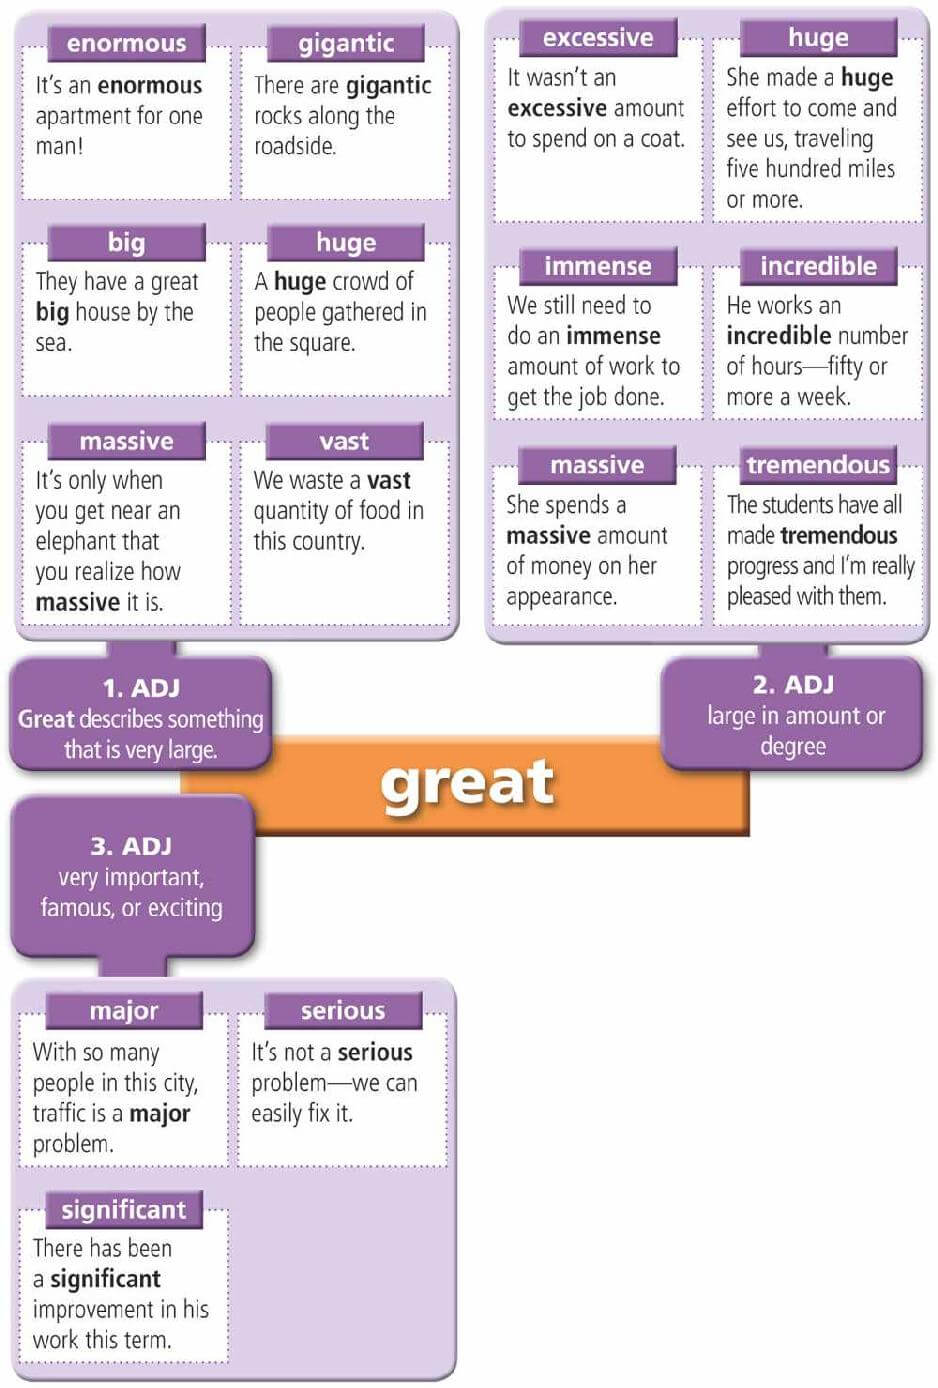 enormous
It's an enormous
apartment for one
man!
gigantic
There are gigantic
rocks along the
roadside.
big
They have a great
big house by the
sea.
huge
A huge crowd of
people gathered in
the square.
massive
It's only when
you get near an
elephant that
you realize how
massive it is.
vast
We waste a vast
quantity of food in
this country.
excessive
It wasn't an
excessive amount
to spend on a coat.
huge
She made a huge
effort to come and
see us, traveling
five hundred miles
or more.
immense
We still need to
do an immense
amount of work to
get the job done.
incredible
He works an
incredible number
of hours—fifty or
more a week.
massive
She spends a
massive amount
of money on her
appearance.
tremendous
The students have all
made tremendous
progress and I'm really
pleased with them.
1. ADJ
Great describes something
that is very large.
2. ADJ
large in amount or
degree
great
3. ADJ
very important,
famous, or exciting
major
With so many
people in this city,
traffic is a major
problem.
serious
It's not a serious
problem—we can
easily fix it.
significant
There has been
a significant
improvement in his
work this term.